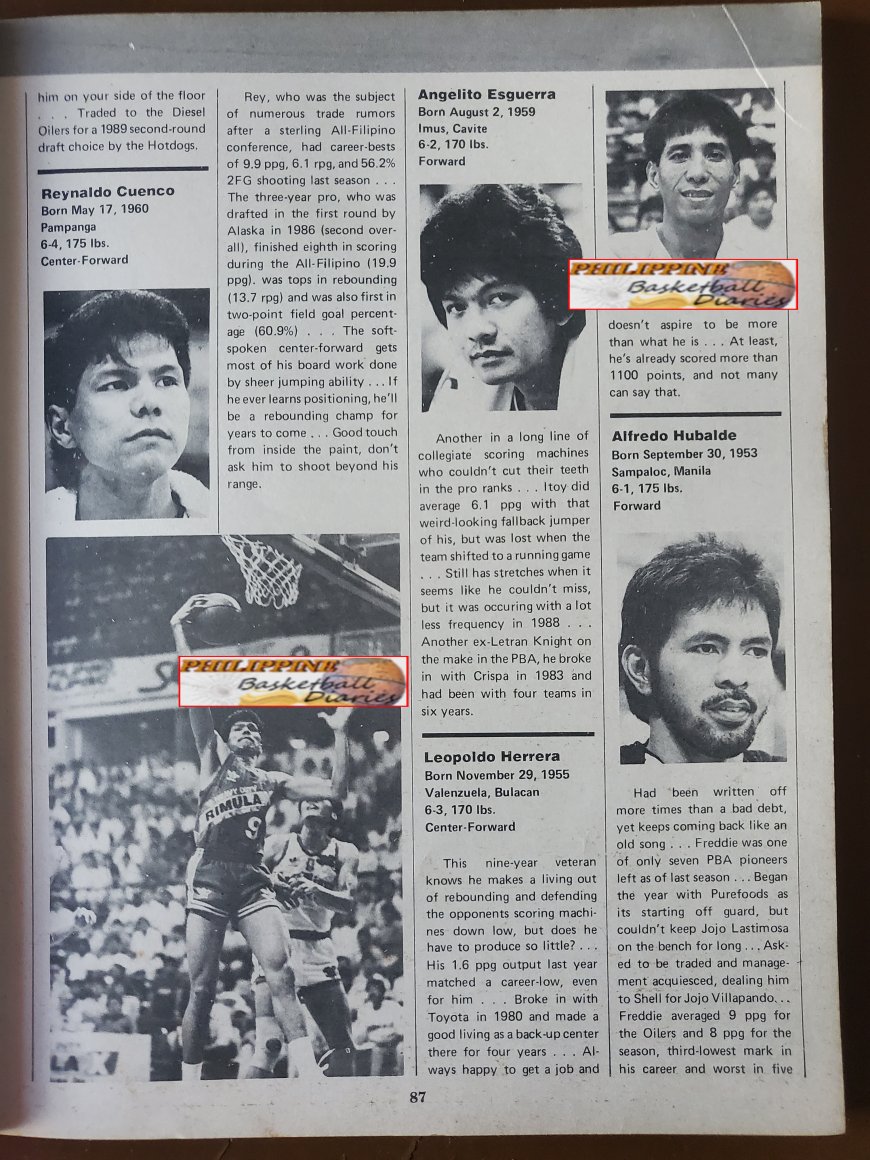 him on your side of the floor
. . . Traded to the Diesel
Oilers for a 1989 second-round
draft choice by the Hotdogs.
Reynaldo Cuenco
Born May 17, 1960
Pampanga
6-4, 175 lbs.
Center-Forward
Rey, who was the subject
of numerous trade rumors
after a sterling All-Filipino
conference, had career-bests
of 9.9 ppg, 6.1 rpg, and 56.2%
2FG shooting last season . . .
The three-year pro, who was
drafted in the first round by
Alaska in 1986 (second over-
all), finished eighth in scoring
during the All-Filipino (19.9
ppg). was tops in rebounding
(13.7 rpg) and was also first in
two-point field goal percent-
age (60.9%) . . . The soft-
spoken center-forward gets
most of his board work done
by sheer jumping ability . . . If
he ever learns positioning, he'll
be a rebounding champ for
years to come . . . Good touch
from inside the paint, don't
ask him to shoot beyond his
range.
PHILIPPINE
Basketball
Diaries
RIMULA
9
Angelito Esguerra
Born August 2, 1959
Imus, Cavite
6-2, 170 lbs.
Forward
Another in a long line of
collegiate scoring machines
who couldn't cut their teeth
in the pro ranks . . . Itoy did
average 6.1 ppg with that
weird-looking fallback jumper
of his, but was lost when the
team shifted to a running game
. . . Still has stretches when it
seems like he couldn't miss,
but it was occuring with a lot
less frequency in 1988 . . .
Another ex-Letran Knight on
the make in the PBA, he broke
in with Crispa in 1983 and
had been with four teams in
six years.
Leopoldo Herrera
Born November 29, 1955
Valenzuela, Bulacan
6-3, 170 lbs.
Center-Forward
This nine-year veteran
knows he makes a living out
of rebounding and defending
the opponents scoring machi-
nes down low, but does he
have to produce so little? . . .
His 1.6 ppg output last year
matched a career-low, even
for him . . . Broke in with
Toyota in 1980 and made a
good living as a back-up center
there for four years . . . Al-
ways happy to get a job and
PHILIPPINE
Basketball
Diaries
doesn't aspire to be more
than what he is . . . At least,
he's already scored more than
1100 points, and not many
can say that.
Alfredo Hubalde
Born September 30, 1953
Sampaloc, Manila
6-1, 175 lbs.
Forward
Had been written off
more times than a bad debt,
yet keeps coming back like an
old song . . . Freddie was one
of only seven PBA pioneers
left as of last season . . . Began
the year with Purefoods as
its starting off guard, but
couldn't keep Jojo Lastimosa
on the bench for long . . . Ask-
ed to be traded and manage-
ment acquiesced, dealing him
to Shell for Jojo Villapando. . .
Freddie averaged 9 ppg for
the Oilers and 8 ppg for the
season, third-lowest mark in
his career and worst in five
87